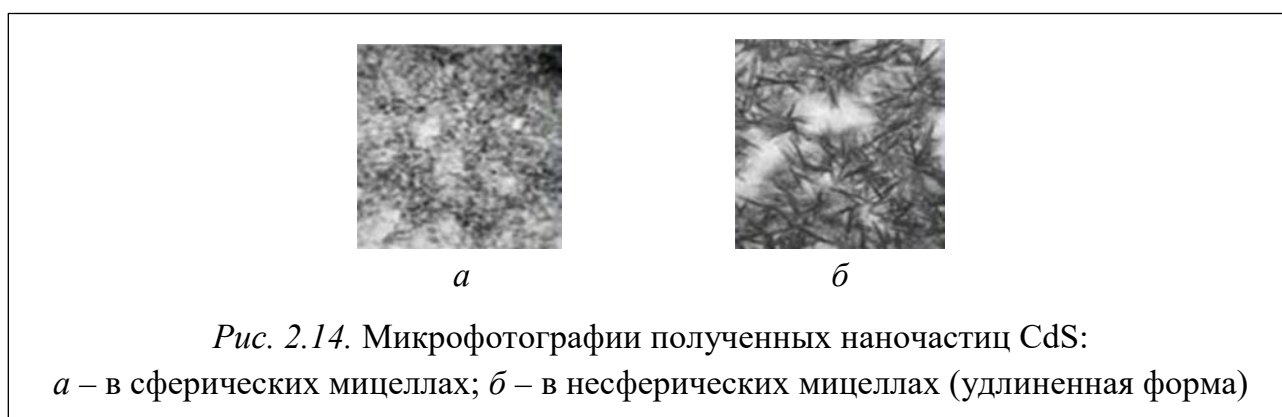 а
б
Рис. 2.14. Микрофотографии полученных наночастиц CdS:
а – в сферических мицеллах; б – в несферических мицеллах (удлиненная форма)